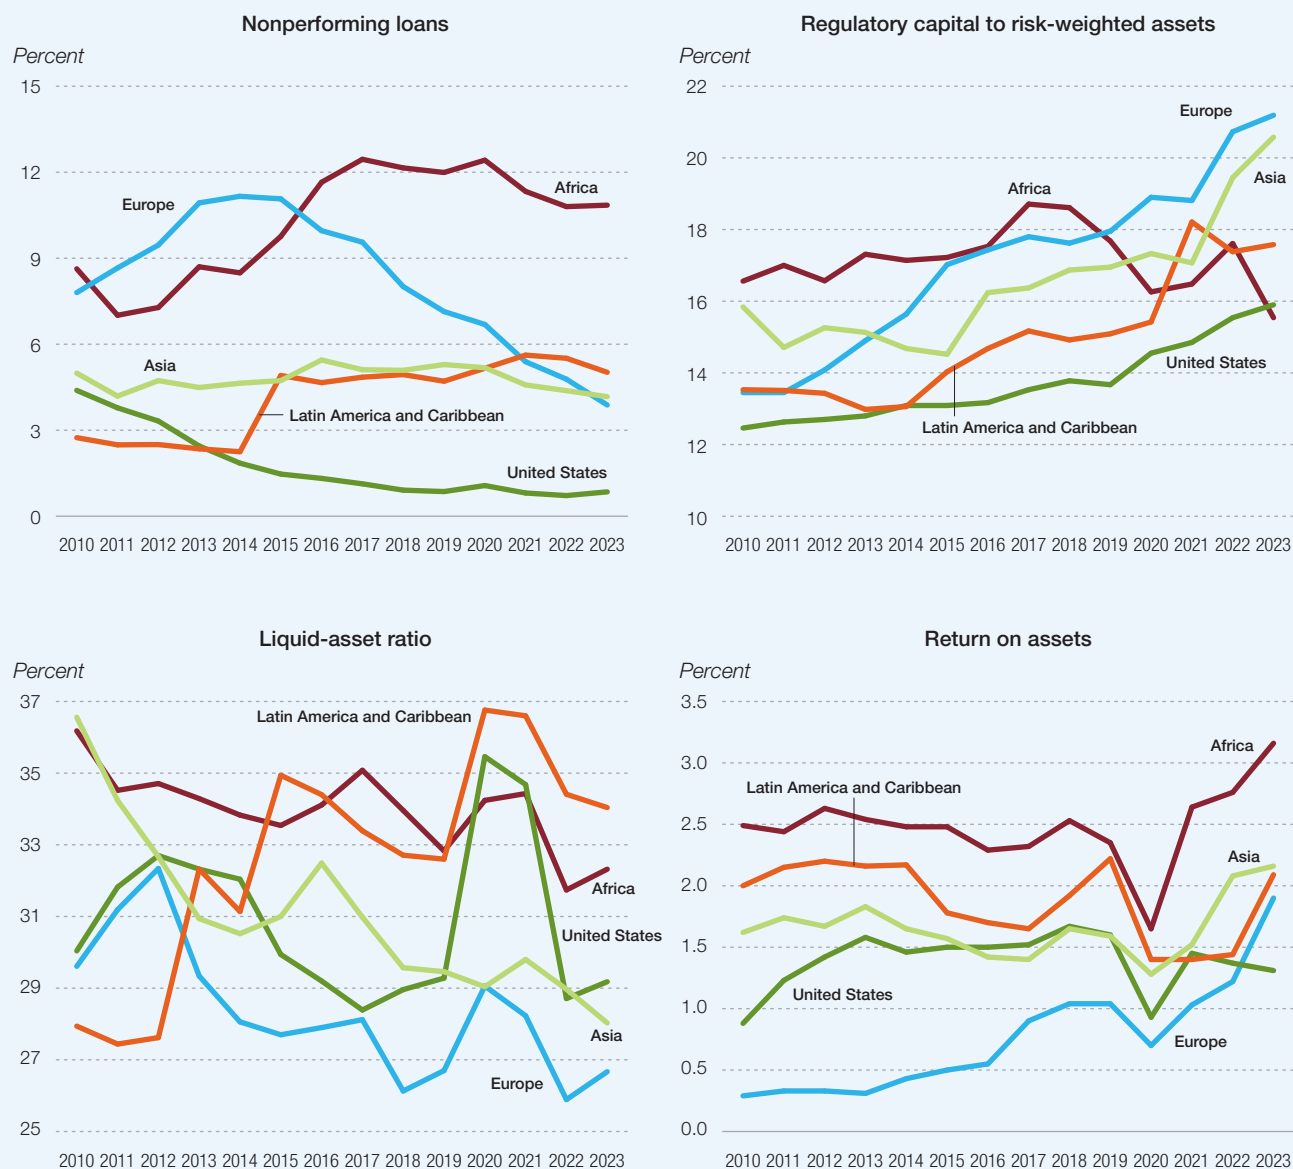 Nonperforming loans
Percent
15
12
9
6
3
0
Europe
Africa
Asia
Latin America and Caribbean
United States
2010 2011 2012 2013 2014 2015 2016 2017 2018 2019 2020 2021 2022 2023
Regulatory capital to risk-weighted assets
Percent
22
20
18
16
14
12
10
Europe
Asia
Africa
United States
Latin America and Caribbean
2010 2011 2012 2013 2014 2015 2016 2017 2018 2019 2020 2021 2022 2023
Liquid-asset ratio
Percent
37
35
33
31
29
27
25
Latin America and Caribbean
Africa
United States
Asia
Europe
2010 2011 2012 2013 2014 2015 2016 2017 2018 2019 2020 2021 2022 2023
Return on assets
Percent
3.5
3.0
2.5
2.0
1.5
1.0
0.5
0.0
Africa
Latin America and Caribbean
Asia
United States
Europe
2010 2011 2012 2013 2014 2015 2016 2017 2018 2019 2020 2021 2022 2023